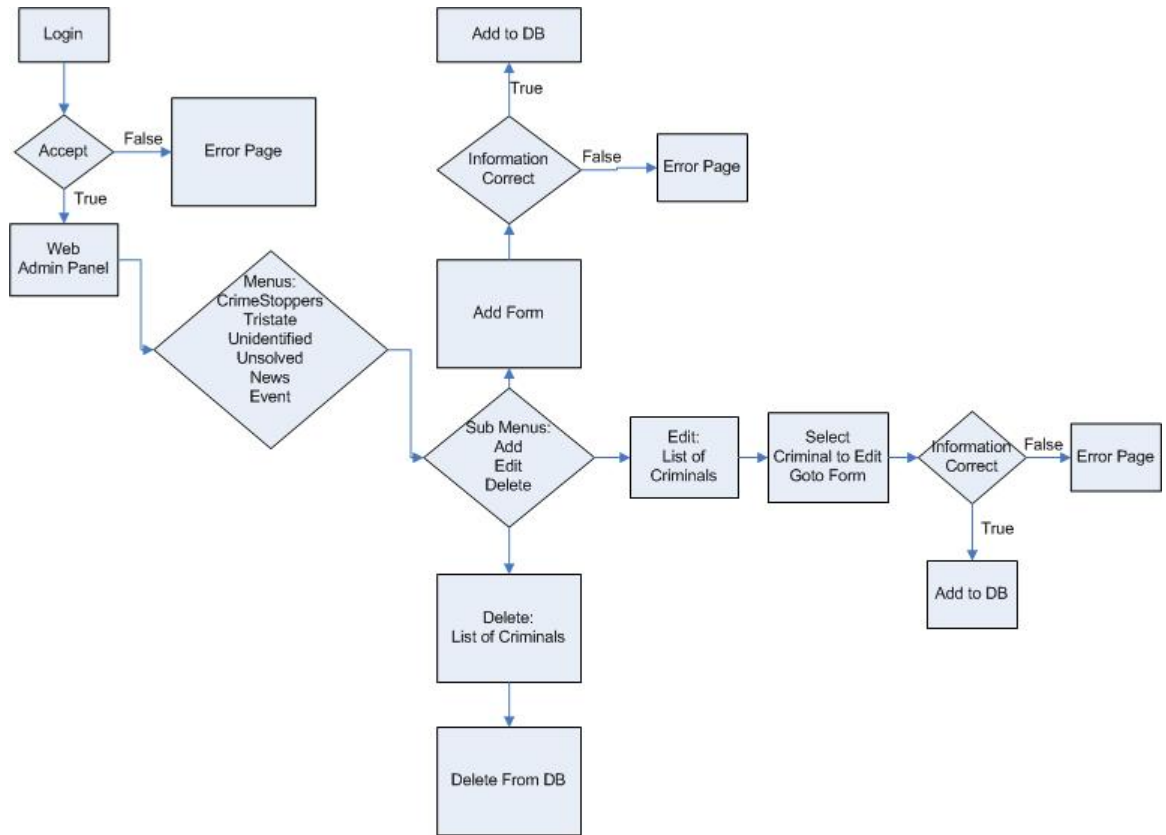 Login
Accept
False
Error Page
True
Web
Admin Panel
Menus:
CrimeStoppers
Tristate
Unidentified
Unsolved
News
Event
Add to DB
True
Information
Correct
False
Error Page
Add Form
Sub Menus:
Add
Edit
Delete
Edit:
List of
Criminals
Select
Criminal to Edit
Goto Form
Information
Correct
False
Error Page
True
Add to DB
Delete:
List of Criminals
Delete From DB